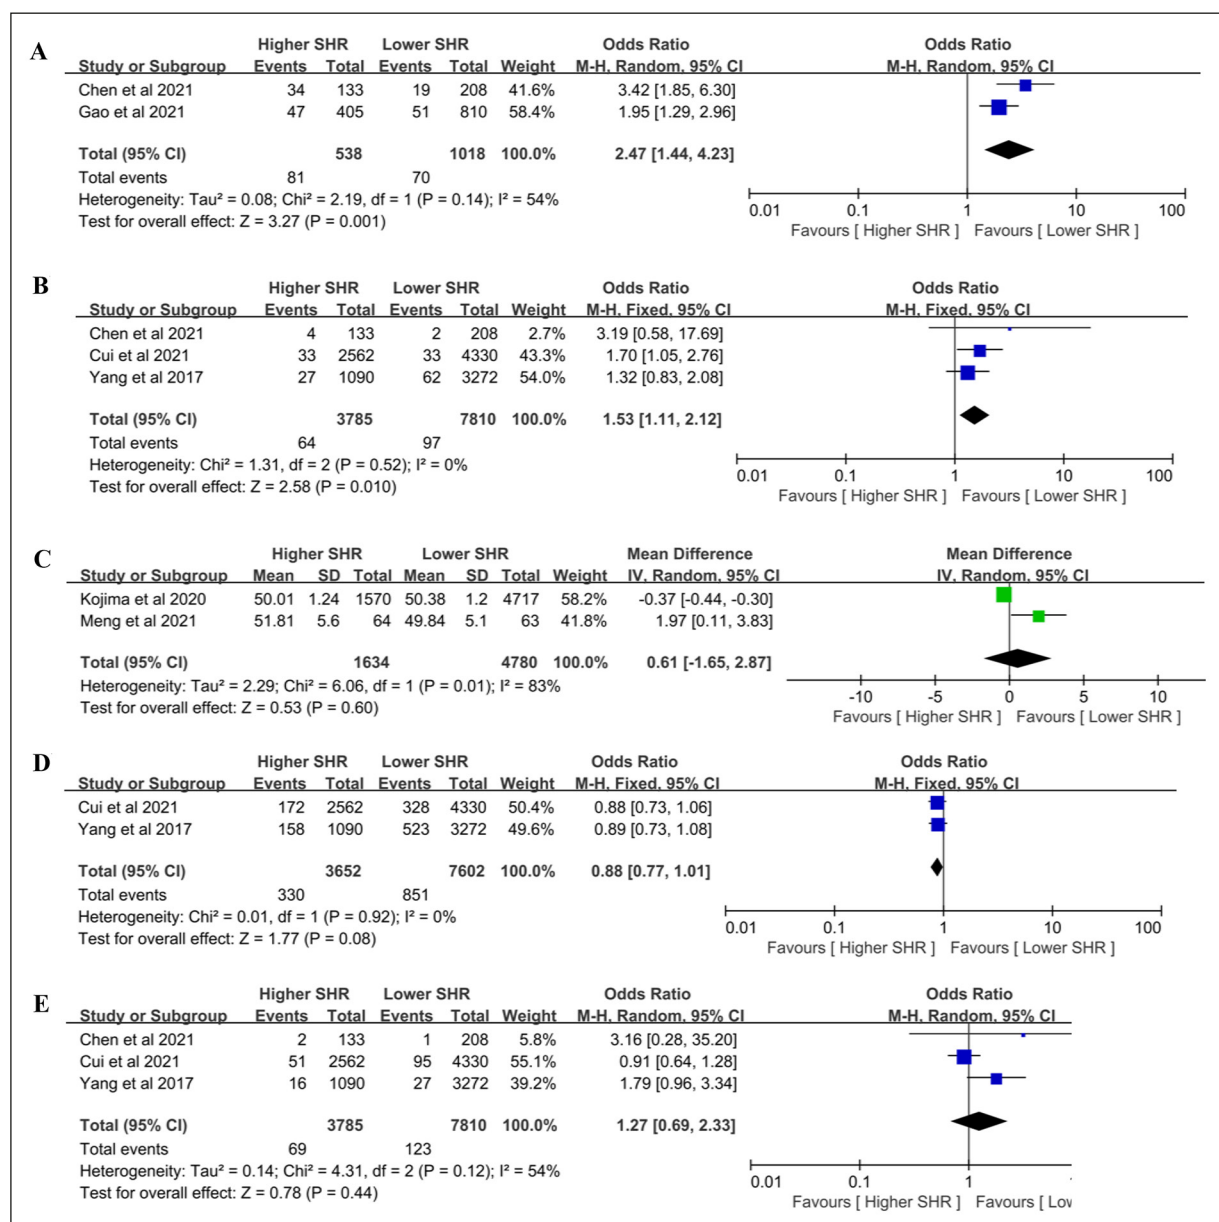 A
Higher SHR Lower SHR Odds Ratio Odds Ratio
Study or Subgroup Events Total Events Total Weight M-H, Random, 95% CI M-H, Random, 95% CI
Chen et al 2021 34 133 19 208 41.6% 3.42 [1.85, 6.30]
Gao et al 2021 47 405 51 810 58.4% 1.95 [1.29, 2.96]
Total (95% CI) 538 1018 100.0% 2.47 [1.44, 4.23]
Total events 81 70
Heterogeneity: Tau² = 0.08; Chi² = 2.19, df = 1 (P = 0.14); I² = 54%
Test for overall effect: Z = 3.27 (P = 0.001)
0.01 0.1 1 10 100
Favours [ Higher SHR ] Favours [ Lower SHR ]
B
Higher SHR Lower SHR Odds Ratio Odds Ratio
Study or Subgroup Events Total Events Total Weight M-H, Fixed, 95% CI M-H, Fixed, 95% CI
Chen et al 2021 4 133 2 208 2.7% 3.19 [0.58, 17.69]
Cui et al 2021 33 2562 33 4330 43.3% 1.70 [1.05, 2.76]
Yang et al 2017 27 1090 62 3272 54.0% 1.32 [0.83, 2.08]
Total (95% CI) 3785 7810 100.0% 1.53 [1.11, 2.12]
Total events 64 97
Heterogeneity: Chi² = 1.31, df = 2 (P = 0.52); I² = 0%
Test for overall effect: Z = 2.58 (P = 0.010)
0.01 0.1 1 10 100
Favours [ Higher SHR ] Favours [ Lower SHR ]
C
Higher SHR Lower SHR Mean Difference Mean Difference
Study or Subgroup Mean SD Total Mean SD Total Weight IV, Random, 95% CI IV, Random, 95% CI
Kojima et al 2020 50.01 1.24 1570 50.38 1.2 4717 58.2% -0.37 [-0.44, -0.30]
Meng et al 2021 51.81 5.6 64 49.84 5.1 63 41.8% 1.97 [0.11, 3.83]
Total (95% CI) 1634 4780 100.0% 0.61 [-1.65, 2.87]
Heterogeneity: Tau² = 2.29; Chi² = 6.06, df = 1 (P = 0.01); I² = 83%
Test for overall effect: Z = 0.53 (P = 0.60)
-10 -5 0 5 10
Favours [ Higher SHR ] Favours [ Lower SHR ]
D
Higher SHR Lower SHR Odds Ratio Odds Ratio
Study or Subgroup Events Total Events Total Weight M-H, Fixed, 95% CI M-H, Fixed, 95% CI
Cui et al 2021 172 2562 328 4330 50.4% 0.88 [0.73, 1.06]
Yang et al 2017 158 1090 523 3272 49.6% 0.89 [0.73, 1.08]
Total (95% CI) 3652 7602 100.0% 0.88 [0.77, 1.01]
Total events 330 851
Heterogeneity: Chi² = 0.01, df = 1 (P = 0.92); I² = 0%
Test for overall effect: Z = 1.77 (P = 0.08)
0.01 0.1 1 10 100
Favours [ Higher SHR ] Favours [ Lower SHR ]
E
Higher SHR Lower SHR Odds Ratio Odds Ratio
Study or Subgroup Events Total Events Total Weight M-H, Random, 95% CI M-H, Random, 95% CI
Chen et al 2021 2 133 1 208 5.8% 3.16 [0.28, 35.20]
Cui et al 2021 51 2562 95 4330 55.1% 0.91 [0.64, 1.28]
Yang et al 2017 16 1090 27 3272 39.2% 1.79 [0.96, 3.34]
Total (95% CI) 3785 7810 100.0% 1.27 [0.69, 2.33]
Total events 69 123
Heterogeneity: Tau² = 0.14; Chi² = 4.31, df = 2 (P = 0.12); I² = 54%
Test for overall effect: Z = 0.78 (P = 0.44)
0.01 0.1 1
Favours [ Higher SHR ] Favours [